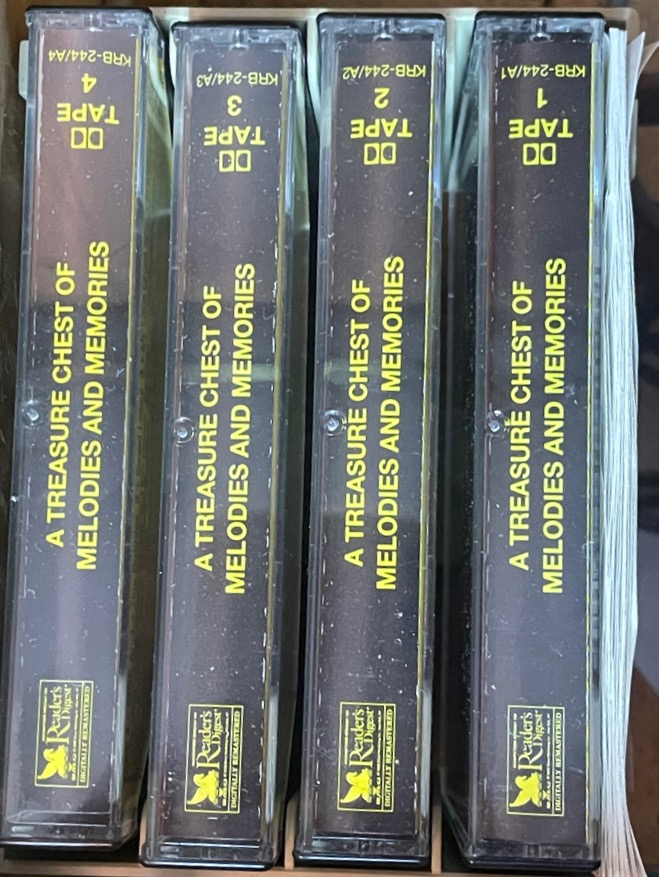 KRB-244/A4
4
TAPE
A TREASURE CHEST OF
MELODIES AND MEMORIES
Reader's
Digest
DIGITALLY REMASTERED
KRB-244/A3
3
TAPE
A TREASURE CHEST OF
MELODIES AND MEMORIES
Reader's
Digest
DIGITALLY REMASTERED
KRB-244/A2
2
TAPE
A TREASURE CHEST OF
MELODIES AND MEMORIES
Reader's
Digest
DIGITALLY REMASTERED
KRB-244/A1
1
TAPE
A TREASURE CHEST OF
MELODIES AND MEMORIES
Reader's
Digest
DIGITALLY REMASTERED